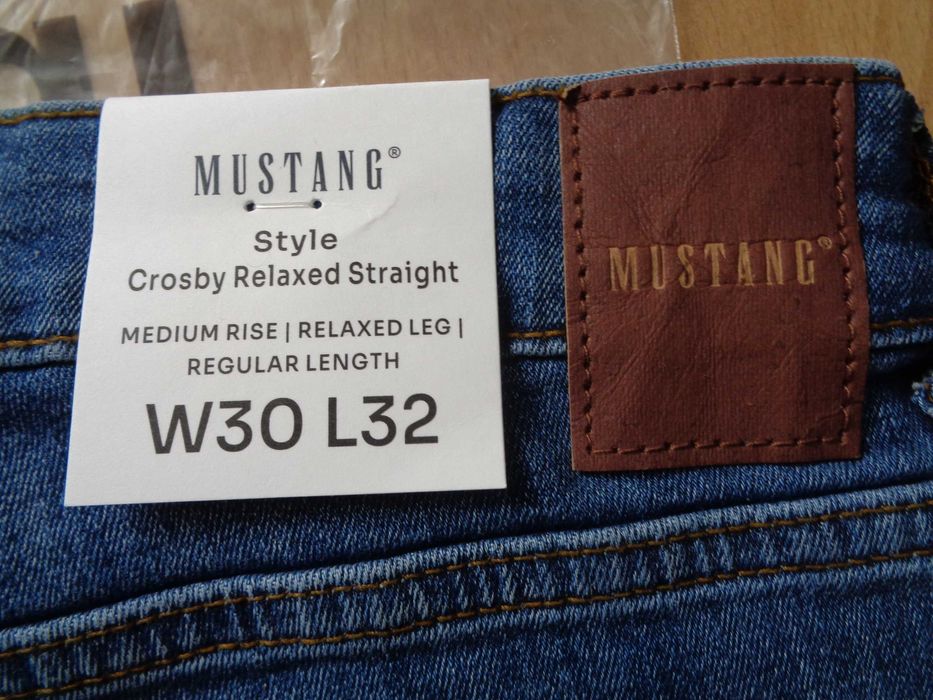 MUSTANG®
Style
Crosby Relaxed Straight
MEDIUM RISE | RELAXED LEG |
REGULAR LENGTH
W30 L32
MUSTANG®